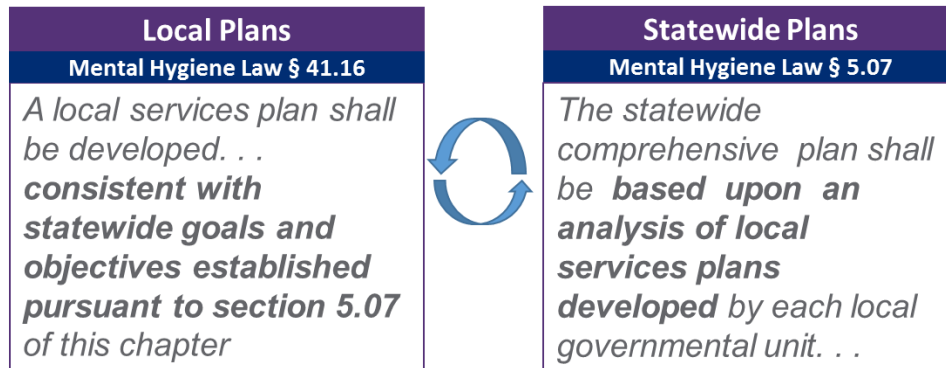 Local Plans
Mental Hygiene Law § 41.16
A local services plan shall
be developed. . .
consistent with
statewide goals and
objectives established
pursuant to section 5.07
of this chapter
Statewide Plans
Mental Hygiene Law § 5.07
The statewide
comprehensive plan shall
be based upon an
analysis of local
services plans
developed by each local
governmental unit. . .